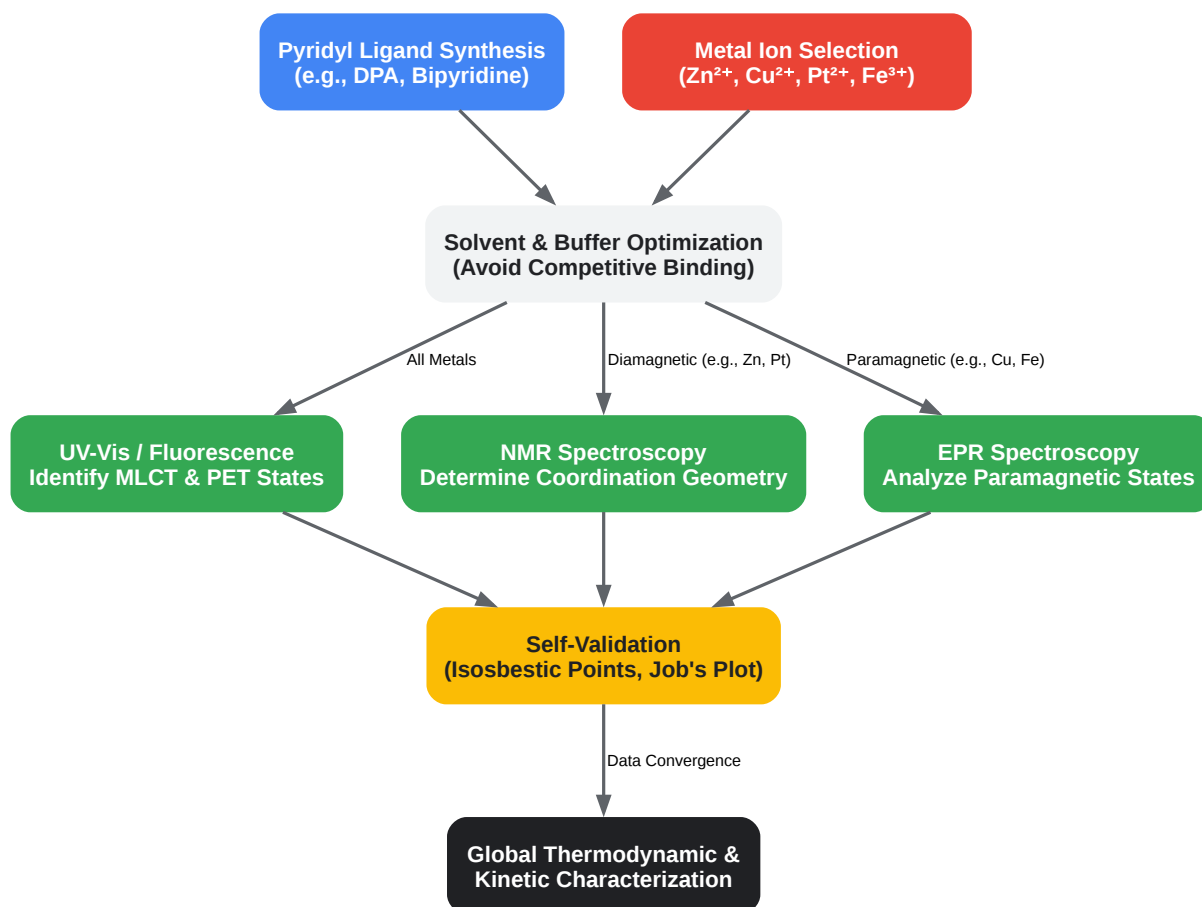 Pyridyl Ligand Synthesis
(e.g., DPA, Bipyridine)
Metal Ion Selection
(Zn²⁺, Cu²⁺, Pt²⁺, Fe³⁺)
Solvent & Buffer Optimization
(Avoid Competitive Binding)
All Metals
Diamagnetic (e.g., Zn, Pt)
Paramagnetic (e.g., Cu, Fe)
UV-Vis / Fluorescence
Identify MLCT & PET States
NMR Spectroscopy
Determine Coordination Geometry
EPR Spectroscopy
Analyze Paramagnetic States
Self-Validation
(Isosbestic Points, Job's Plot)
Data Convergence
Global Thermodynamic &
Kinetic Characterization